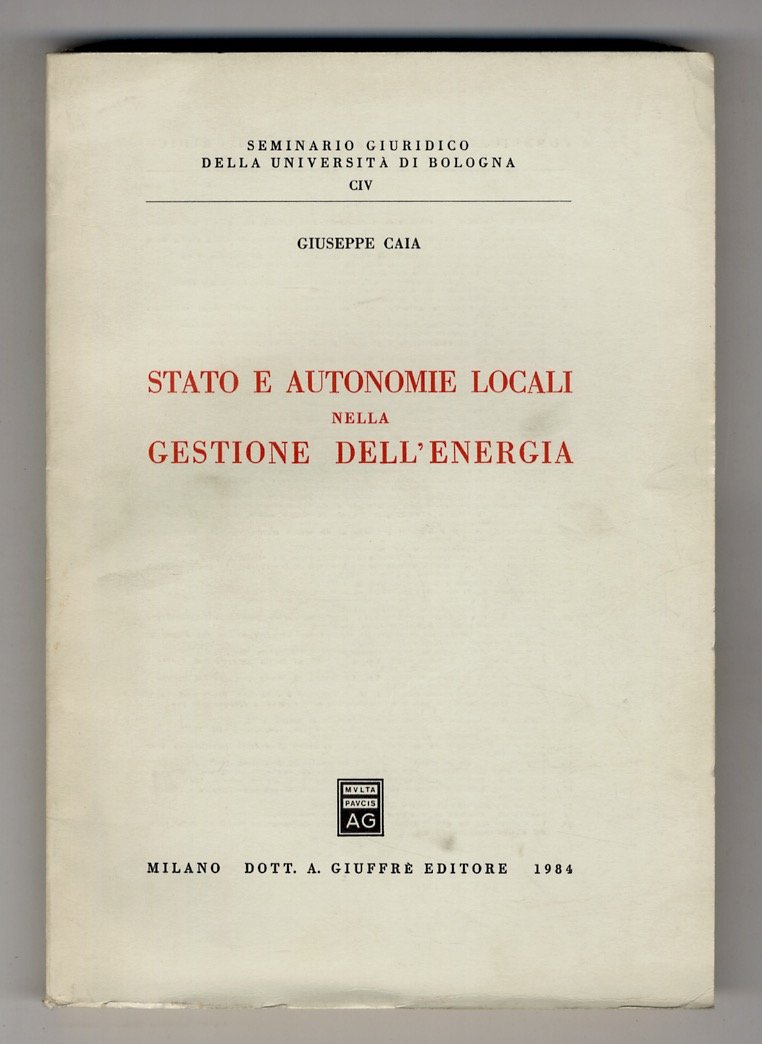 SEMINARIO GIURIDICO
DELLA UNIVERSITÀ DI BOLOGNA
CIV
GIUSEPPE CAIA
STATO E AUTONOMIE LOCALI
NELLA
GESTIONE DELL'ENERGIA
MVLTA
PAVCIS
AG
MILANO DOTT. A. GIUFFRÈ EDITORE 1984